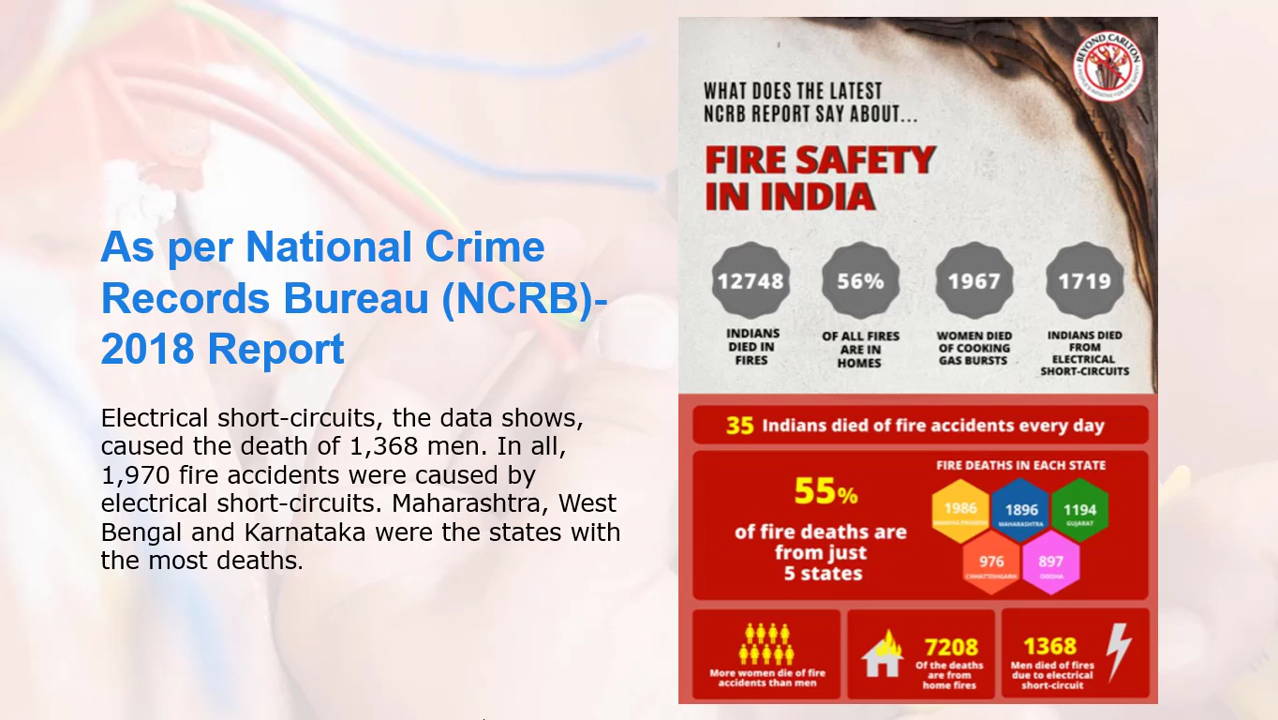 As per National Crime
Records Bureau (NCRB)-
2018 Report
Electrical short-circuits, the data shows,
caused the death of 1,368 men. In all,
1,970 fire accidents were caused by
electrical short-circuits. Maharashtra, West
Bengal and Karnataka were the states with
the most deaths.
BEYOND CARLTON
WHAT DOES THE LATEST
NCRB REPORT SAY ABOUT...
FIRE SAFETY
IN INDIA
12748
INDIANS
DIED IN
FIRES
56%
OF ALL FIRES
ARE IN
HOMES
1967
WOMEN DIED
OF COOKING
GAS BURSTS
1719
INDIANS DIED
FROM
ELECTRICAL
SHORT-CIRCUITS
35 Indians died of fire accidents every day
55%
of fire deaths are
from just
5 states
FIRE DEATHS IN EACH STATE
1986
1896
MAHARASHTRA
1194
GUJARAT
976
CHHATTISHGARH
897
ODISHA
More women die of fire
accidents than men
7208
Of the deaths
are from
home fires
1368
Men died of fires
due to electrical
short-circuit